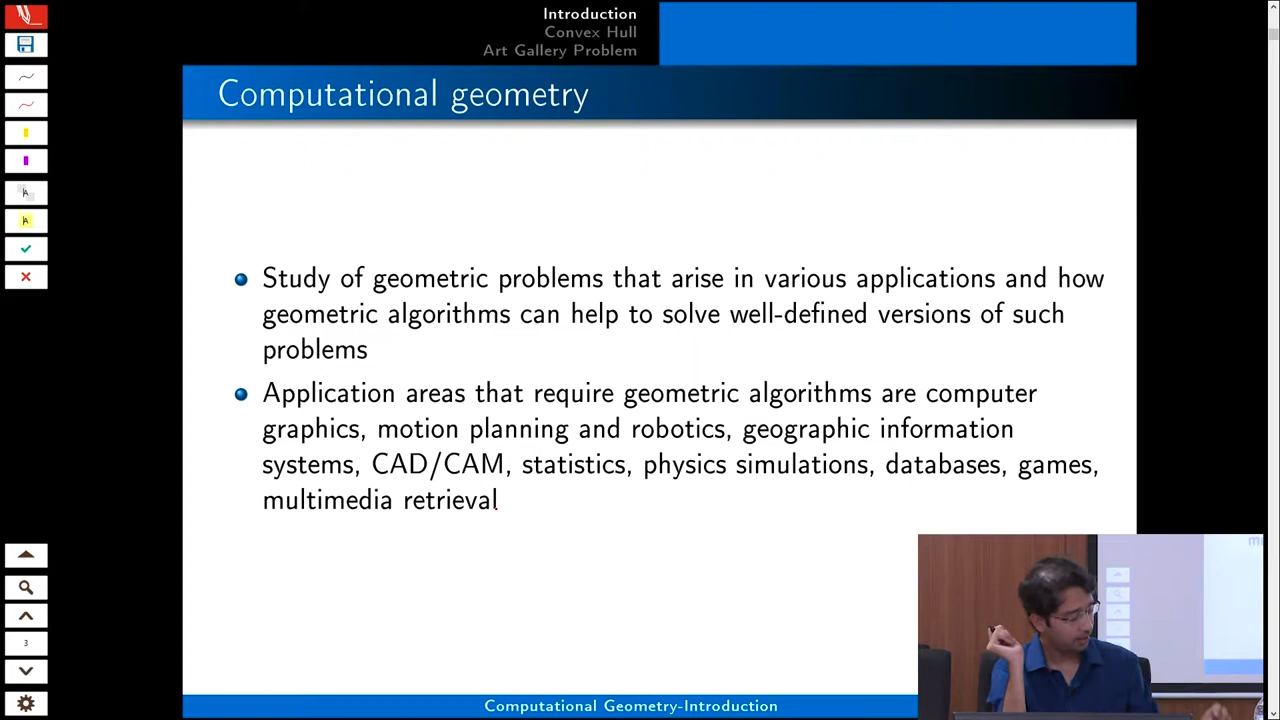 Introduction
Convex Hull
Art Gallery Problem
Computational geometry
Study of geometric problems that arise in various applications and how
geometric algorithms can help to solve well-defined versions of such
problems
Application areas that require geometric algorithms are computer
graphics, motion planning and robotics, geographic information
systems, CAD/CAM, statistics, physics simulations, databases, games,
multimedia retrieval
3
Computational Geometry-Introduction